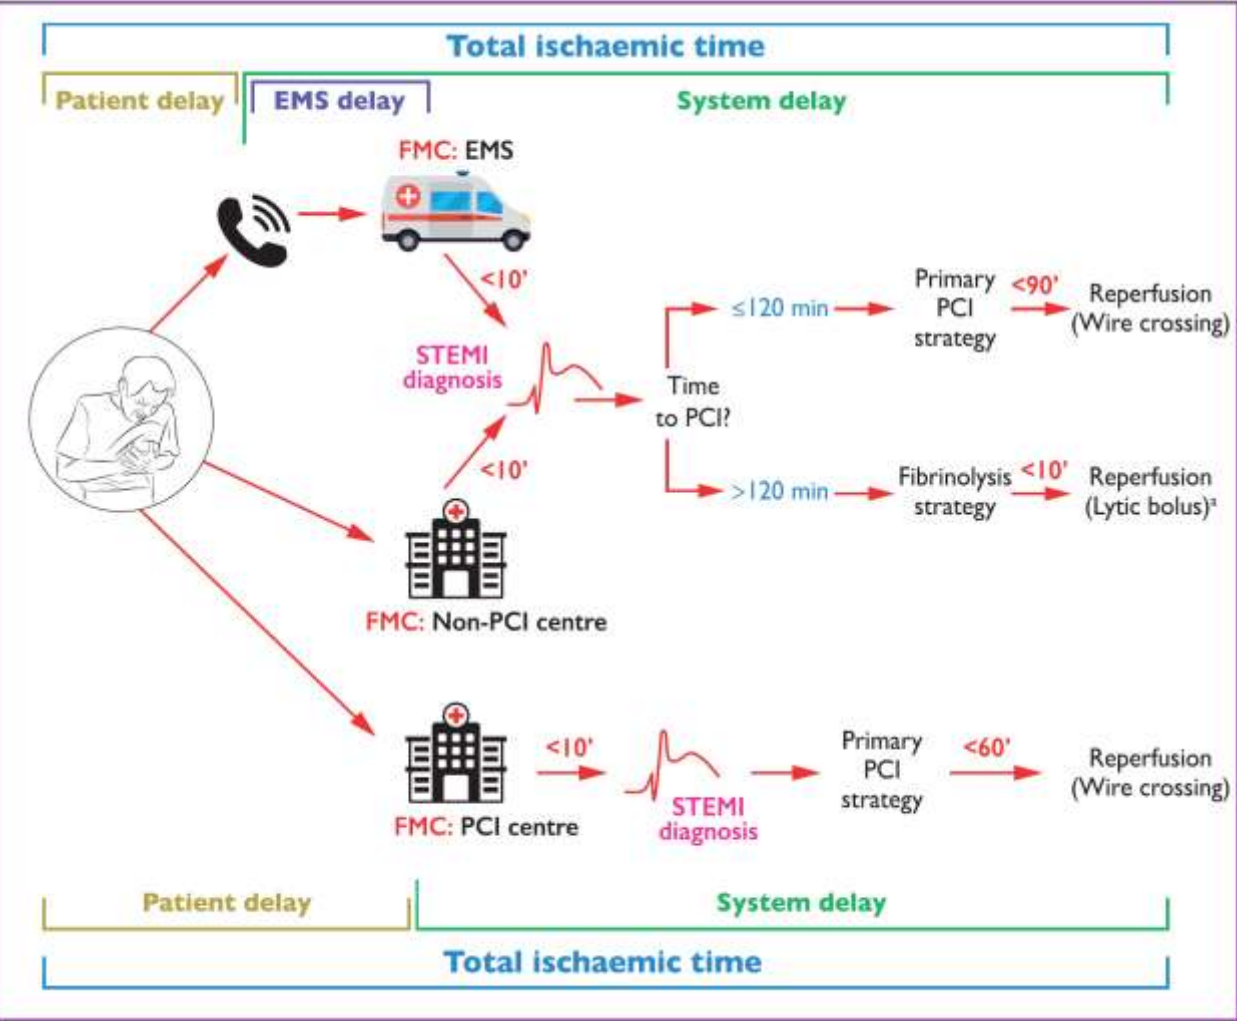 Total ischaemic time
Patient delay
EMS delay
System delay
FMC: EMS
<10'
STEMI
diagnosis
<10'
Time
to PCI?
≤120 min
Primary
PCI
strategy
<90'
Reperfusion
(Wire crossing)
>120 min
Fibrinolysis
strategy
<10'
Reperfusion
(Lytic bolus)ª
FMC: Non-PCI centre
FMC: PCI centre
<10'
STEMI
diagnosis
Primary
PCI
strategy
<60'
Reperfusion
(Wire crossing)
Patient delay
System delay
Total ischaemic time